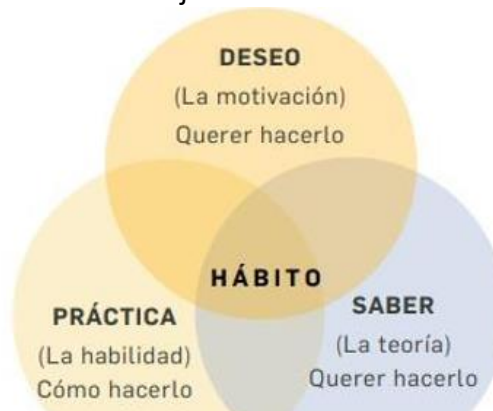 DESEO
(La motivación)
Querer hacerlo
HÁBITO
PRÁCTICA
(La habilidad)
Cómo hacerlo
SABER
(La teoría)
Querer hacerlo